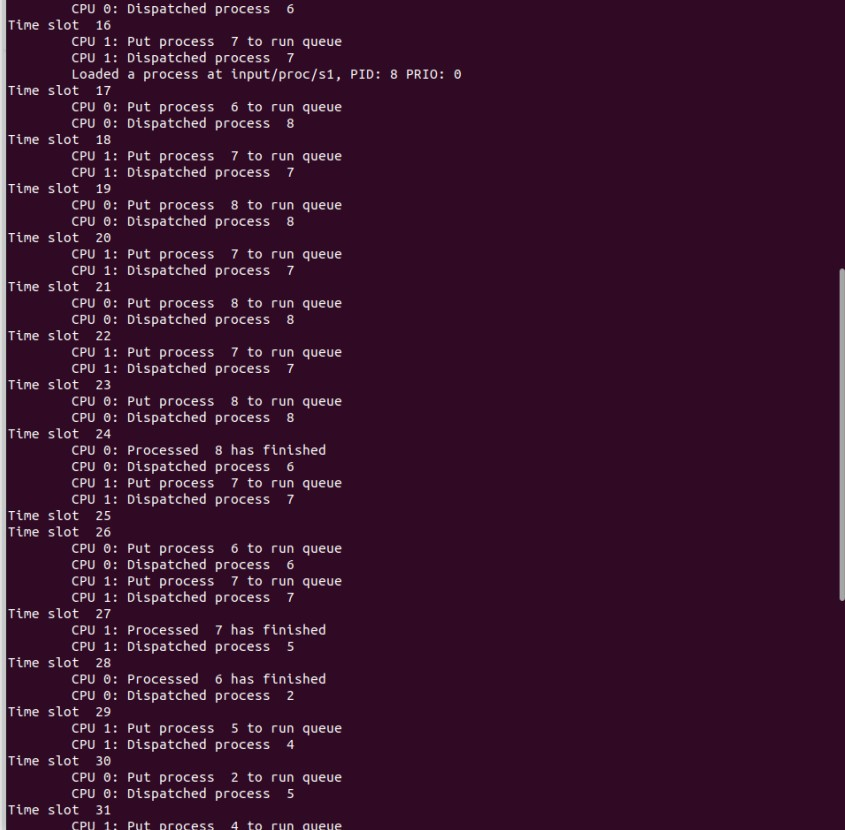 CPU 0: Dispatched process  6
Time slot  16
CPU 1: Put process  7 to run queue
CPU 1: Dispatched process  7
Loaded a process at input/proc/s1, PID: 8 PRIO: 0
Time slot  17
CPU 0: Put process  6 to run queue
CPU 0: Dispatched process  8
Time slot  18
CPU 1: Put process  7 to run queue
CPU 1: Dispatched process  7
Time slot  19
CPU 0: Put process  8 to run queue
CPU 0: Dispatched process  8
Time slot  20
CPU 1: Put process  7 to run queue
CPU 1: Dispatched process  7
Time slot  21
CPU 0: Put process  8 to run queue
CPU 0: Dispatched process  8
Time slot  22
CPU 1: Put process  7 to run queue
CPU 1: Dispatched process  7
Time slot  23
CPU 0: Put process  8 to run queue
CPU 0: Dispatched process  8
Time slot  24
CPU 0: Processed  8 has finished
CPU 0: Dispatched process  6
CPU 1: Put process  7 to run queue
CPU 1: Dispatched process  7
Time slot  25
Time slot  26
CPU 0: Put process  6 to run queue
CPU 0: Dispatched process  6
CPU 1: Put process  7 to run queue
CPU 1: Dispatched process  7
Time slot  27
CPU 1: Processed  7 has finished
CPU 1: Dispatched process  5
Time slot  28
CPU 0: Processed  6 has finished
CPU 0: Dispatched process  2
Time slot  29
CPU 1: Put process  5 to run queue
CPU 1: Dispatched process  4
Time slot  30
CPU 0: Put process  2 to run queue
CPU 0: Dispatched process  5
Time slot  31
CPU 1: Put process  4 to run queue